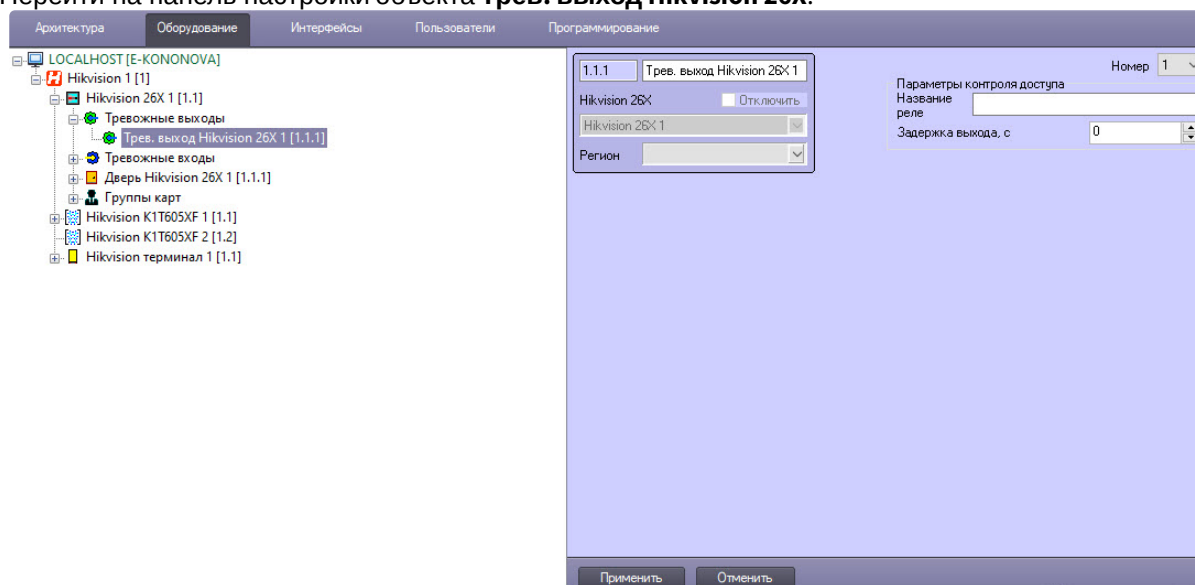 Перейти на панель настройки объекта Трев. выход Hikvision 26x.
Архитектура Оборудование Интерфейсы Пользователи Программирование
LOCALHOST [E-KONONOVA]
Hikvision 1 [1]
Hikvision 26X 1 [1.1]
Тревожные выходы
Трев. выход Hikvision 26X 1 [1.1.1]
Тревожные входы
Дверь Hikvision 26X 1 [1.1.1]
Группы карт
Hikvision K1T605XF 1 [1.1]
Hikvision K1T605XF 2 [1.2]
Hikvision терминал 1 [1.1]
1.1.1 Трев. выход Hikvision 26X 1
Hikvision 26X Отключить
Hikvision 26X 1
Регион
Номер 1
Параметры контроля доступа
Название реле
Задержка выхода, с 0
Применить Отменить